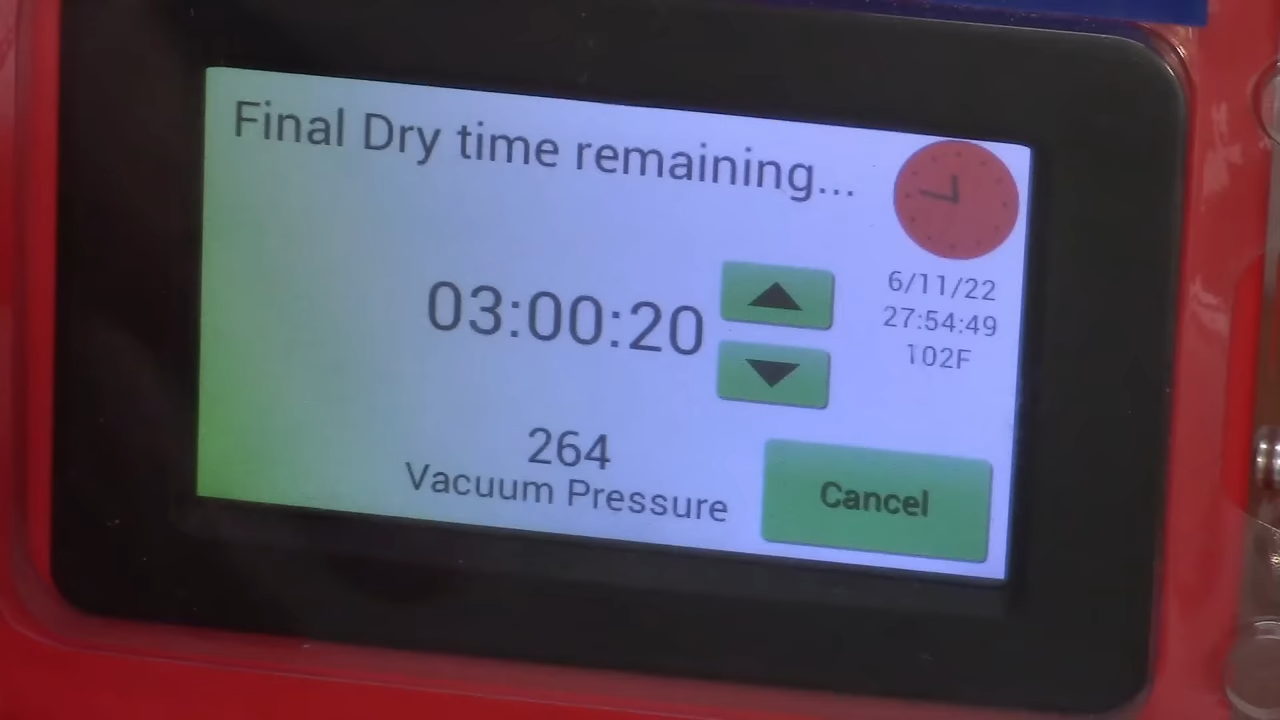 Final Dry time remaining...
6/11/22
03:00:20
27:54:49
102F
264
Vacuum Pressure
Cancel